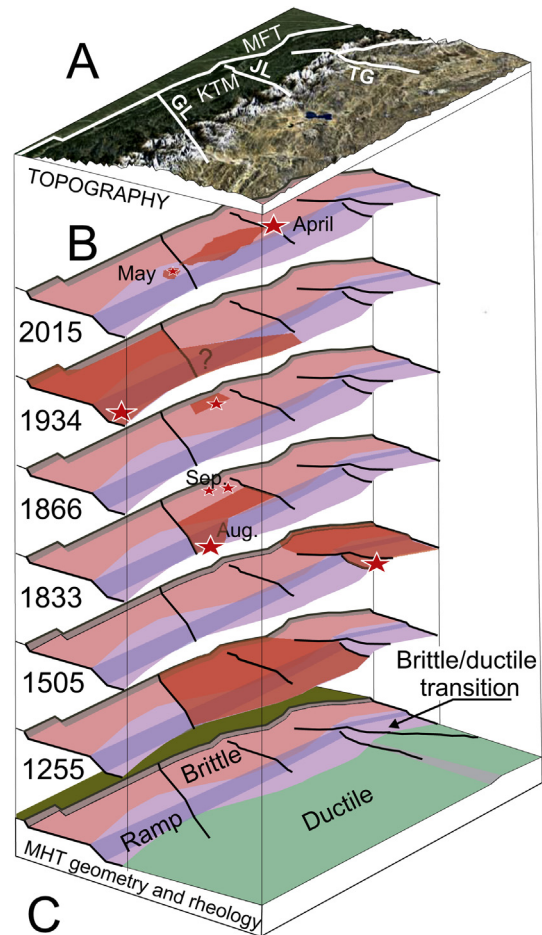 A
MFT
JL
TG
KTM
GL
TOPOGRAPHY
B
April
May
2015
?
1934
1866
Sep.
Aug.
1833
1505
Brittle/ductile
transition
1255
Brittle
Ramp
Ductile
MHT geometry and rheology
C